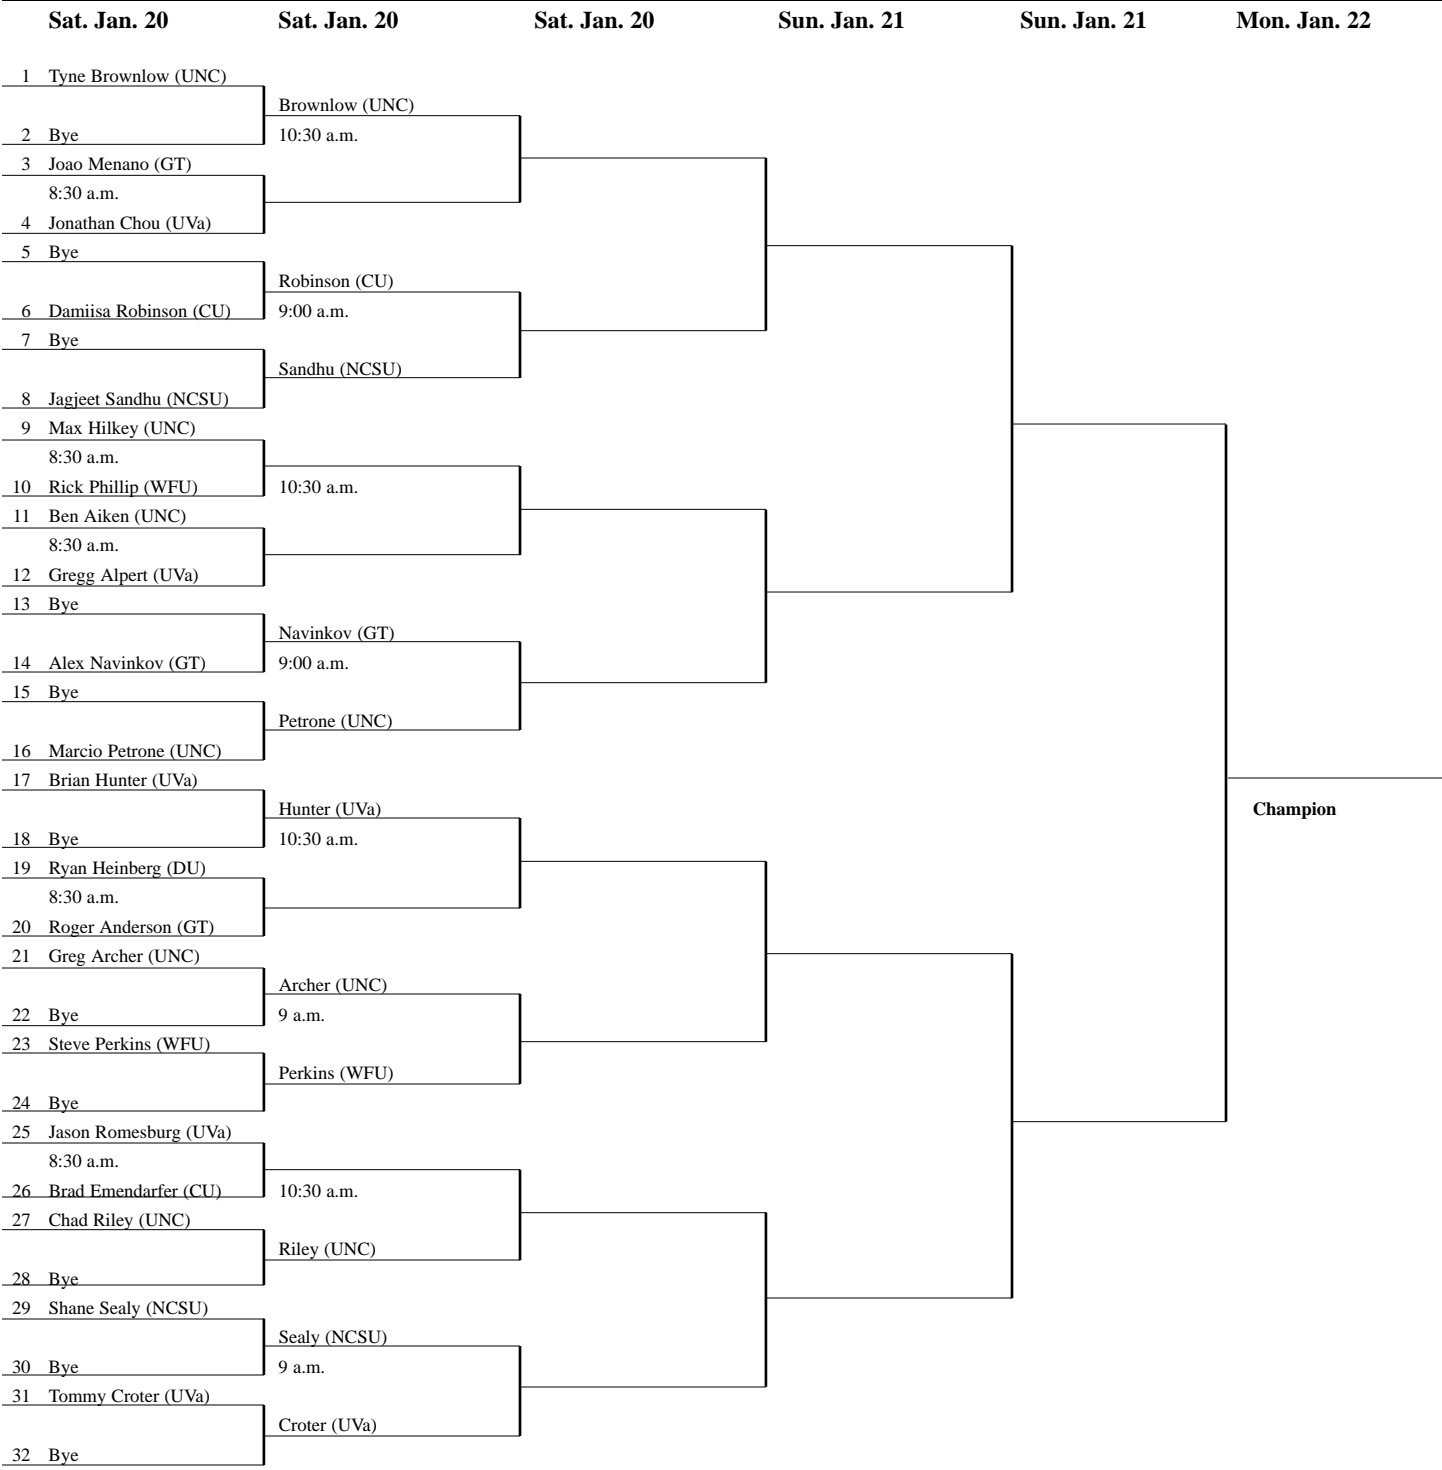 Sat. Jan. 20 Sat. Jan. 20 Sat. Jan. 20 Sun. Jan. 21 Sun. Jan. 21 Mon. Jan. 22
1 Tyne Brownlow (UNC)
Brownlow (UNC)
2 Bye 10:30 a.m.
3 Joao Menano (GT)
8:30 a.m.
4 Jonathan Chou (UVa)
5 Bye
Robinson (CU)
6 Damiisa Robinson (CU) 9:00 a.m.
7 Bye
Sandhu (NCSU)
8 Jagjeet Sandhu (NCSU)
9 Max Hilkey (UNC)
8:30 a.m.
10 Rick Phillip (WFU) 10:30 a.m.
11 Ben Aiken (UNC)
8:30 a.m.
12 Gregg Alpert (UVa)
13 Bye
Navinkov (GT)
14 Alex Navinkov (GT) 9:00 a.m.
15 Bye
Petrone (UNC)
16 Marcio Petrone (UNC)
17 Brian Hunter (UVa)
Hunter (UVa)
Champion
18 Bye 10:30 a.m.
19 Ryan Heinberg (DU)
8:30 a.m.
20 Roger Anderson (GT)
21 Greg Archer (UNC)
Archer (UNC)
22 Bye 9 a.m.
23 Steve Perkins (WFU)
Perkins (WFU)
24 Bye
25 Jason Romesburg (UVa)
8:30 a.m.
26 Brad Emendarfer (CU) 10:30 a.m.
27 Chad Riley (UNC)
Riley (UNC)
28 Bye
29 Shane Sealy (NCSU)
Sealy (NCSU)
30 Bye 9 a.m.
31 Tommy Croter (UVa)
Croter (UVa)
32 Bye